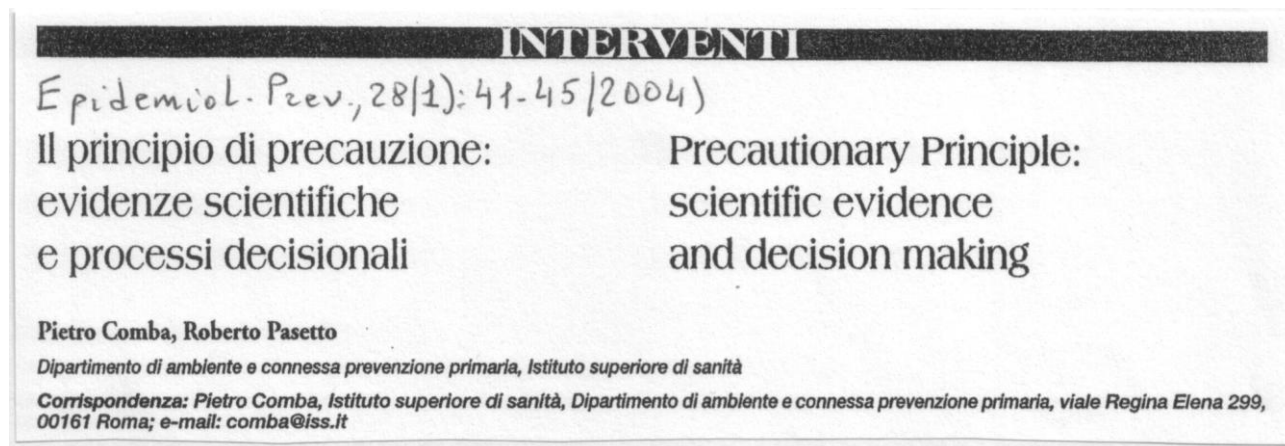 INTERVENTI
Epidemiol. Prev., 28(1): 41-45/2004)
Il principio di precauzione:
evidenze scientifiche
e processi decisionali
Precautionary Principle:
scientific evidence
and decision making
Pietro Comba, Roberto Pasetto
Dipartimento di ambiente e connessa prevenzione primaria, Istituto superiore di sanità
Corrispondenza: Pietro Comba, Istituto superiore di sanità, Dipartimento di ambiente e connessa prevenzione primaria, viale Regina Elena 299,
00161 Roma; e-mail: comba@iss.it